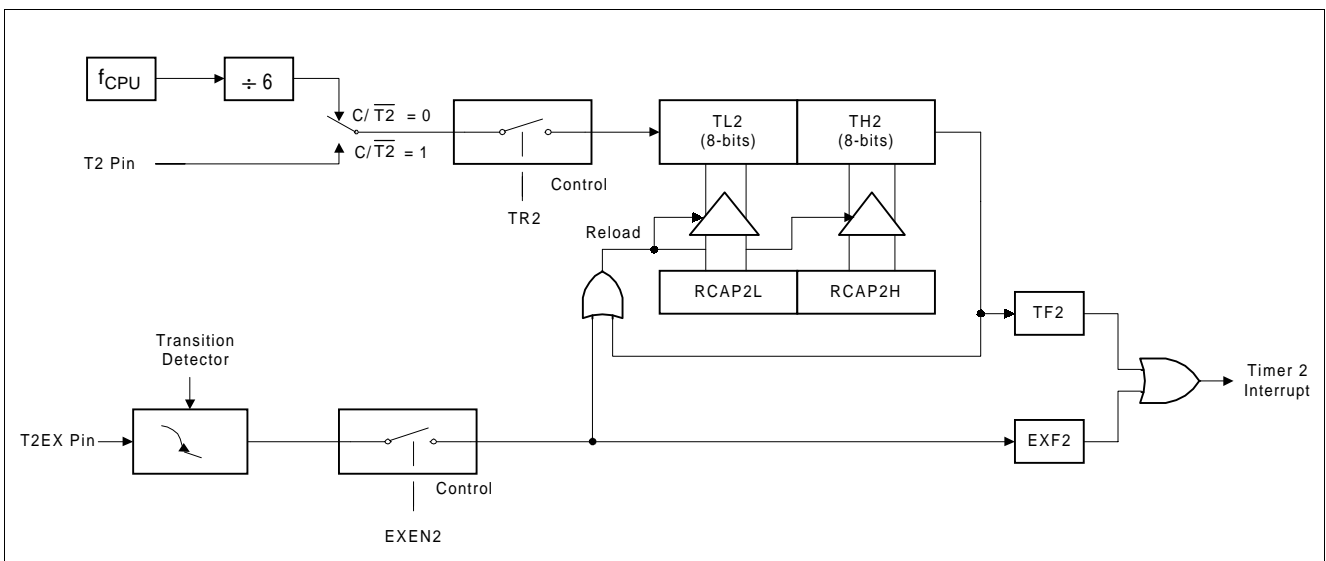 fCPU
÷ 6
C/T2 = 0
C/T2 = 1
T2 Pin
Control
TR2
TL2
(8-bits)
TH2
(8-bits)
Reload
RCAP2L
RCAP2H
TF2
Transition
Detector
Timer 2
Interrupt
T2EX Pin
EXF2
Control
EXEN2